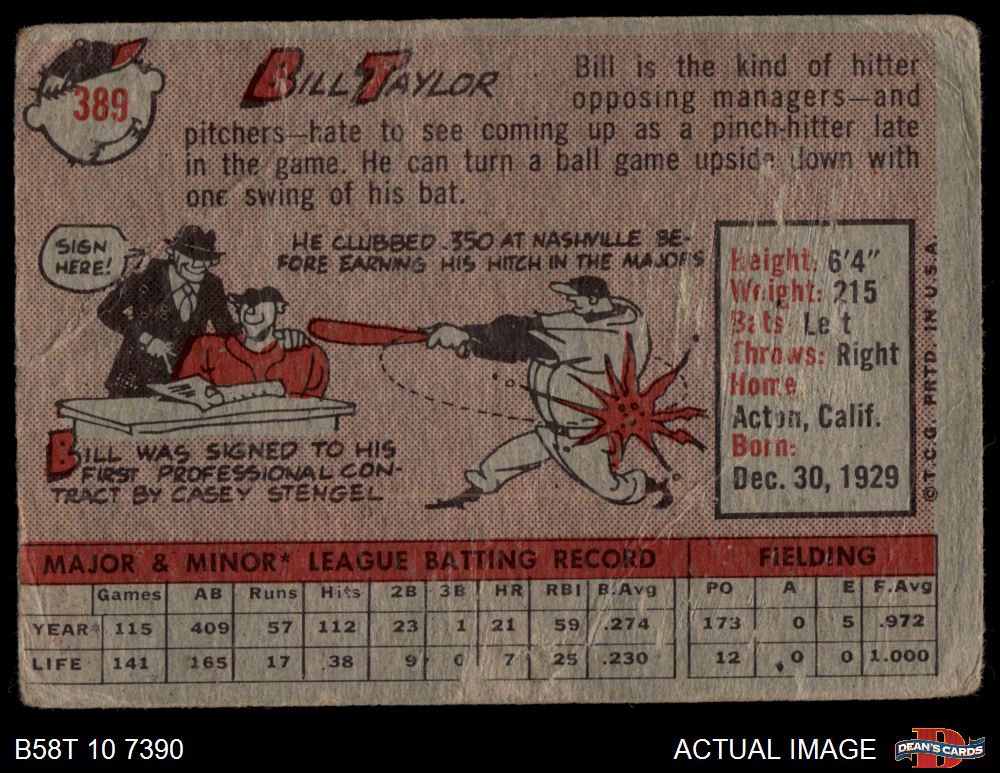 389
BILL TAYLOR
Bill is the kind of hitter
opposing managers—and
pitchers—hate to see coming up as a pinch-hitter late
in the game. He can turn a ball game upside down with
one swing of his bat.
SIGN
HERE!
HE CLUBBED .350 AT NASHVILLE BE-
FORE EARNING HIS HITCH IN THE MAJORS
BILL WAS SIGNED TO HIS
FIRST PROFESSIONAL CON-
TRACT BY CASEY STENGEL
Height: 6'4"
Weight: 215
Bats Left
Throws: Right
Home
Acton, Calif.
Born:
Dec. 30, 1929
© T.C.G. PRTD. IN U.S.A.
MAJOR & MINOR* LEAGUE BATTING RECORD FIELDING
Games AB Runs Hits 2B 3B HR RBI B.Avg PO A E F.Avg
YEAR* 115 409 57 112 23 1 21 59 .274 173 0 5 .972
LIFE 141 165 17 38 9 0 7 25 .230 12 0 0 1.000
B58T 10 7390
ACTUAL IMAGE
DEAN'S CARDS